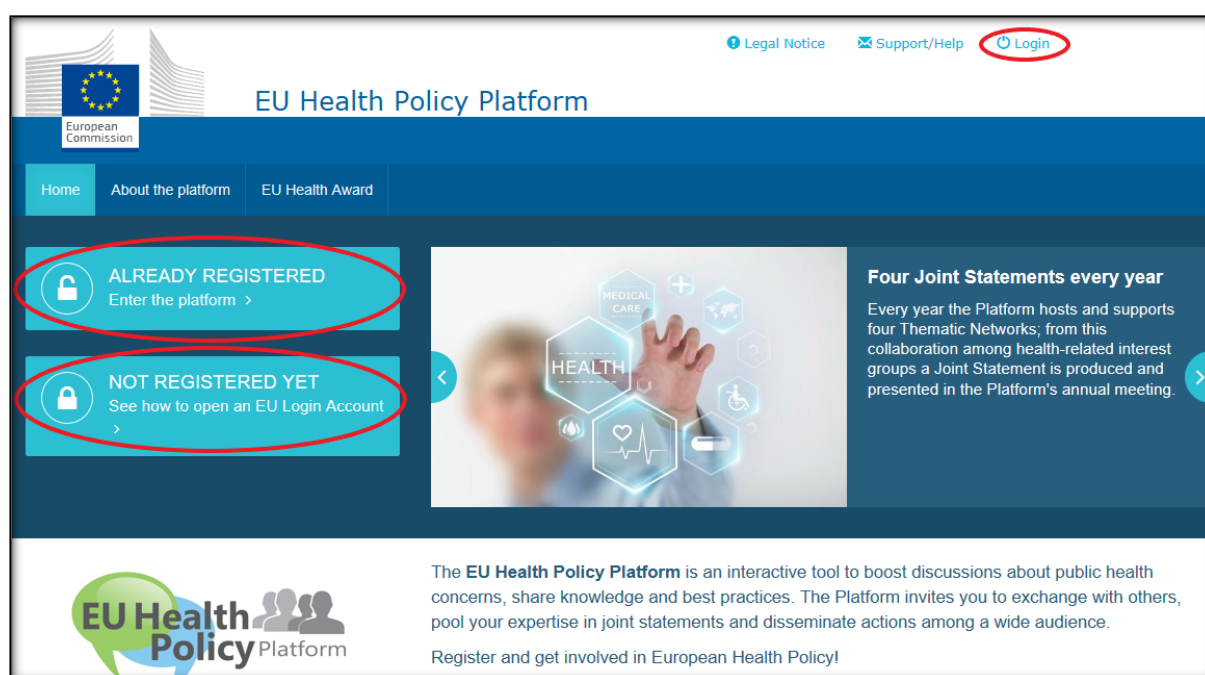 Legal Notice Support/Help Login
EU Health Policy Platform
European
Commission
Home About the platform EU Health Award
ALREADY REGISTERED
Enter the platform >
NOT REGISTERED YET
See how to open an EU Login Account
>
MEDICAL
CARE
HEALTH
Four Joint Statements every year
Every year the Platform hosts and supports
four Thematic Networks; from this
collaboration among health-related interest
groups a Joint Statement is produced and
presented in the Platform's annual meeting.
EU Health
Policy Platform
The EU Health Policy Platform is an interactive tool to boost discussions about public health
concerns, share knowledge and best practices. The Platform invites you to exchange with others,
pool your expertise in joint statements and disseminate actions among a wide audience.
Register and get involved in European Health Policy!